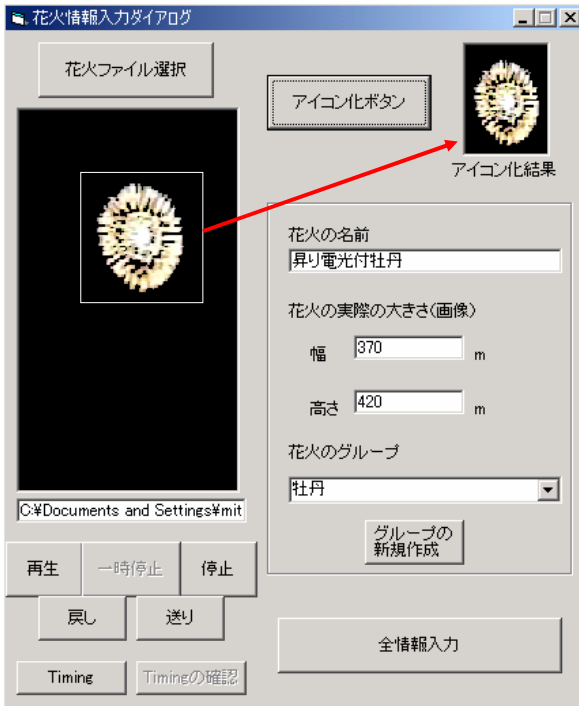 花火情報入力ダイアログ
花火ファイル選択
アイコン化ボタン
アイコン化結果
花火の名前
昇り電光付牡丹
花火の実際の大きさ(画像)
幅 370 m
高さ 420 m
花火のグループ
牡丹
グループの
新規作成
C:¥Documents and Settings¥mit
再生 一時停止 停止
戻し 送り
全情報入力
Timing Timingの確認